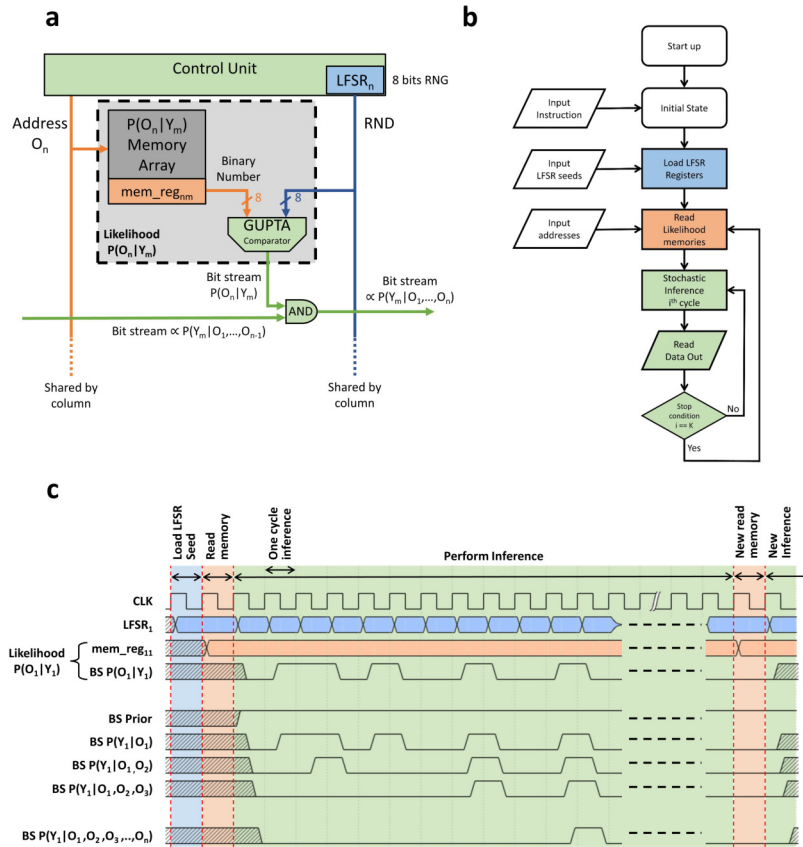 a
Control Unit
LFSRn
8 bits RNG
Address
On
RND
P(On|Ym)
Memory
Array
mem_regnm
Binary
Number
8
8
GUPTA
Comparator
Likelihood
P(On|Ym)
Bit stream
P(On|Ym)
AND
Bit stream
∝ P(Ym|O1,…,On)
Bit stream ∝ P(Ym|O1,…,On-1)
Shared by
column
Shared by
column
b
Start up
Input
Instruction
Initial State
Input
LFSR seeds
Load LFSR
Registers
Input
addresses
Read
Likelihood
memories
Stochastic
Inference
ith cycle
Read
Data Out
Stop
condition
i == K
No
Yes
c
Load LFSR
Seed
Read
memory
One cycle
inference
Perform Inference
New read
memory
New
Inference
CLK
LFSR1
Likelihood
P(O1|Y1)
mem_reg11
BS P(O1|Y1)
BS Prior
BS P(Y1|O1)
BS P(Y1|O1,O2)
BS P(Y1|O1,O2,O3)
BS P(Y1|O1,O2,O3,..,On)